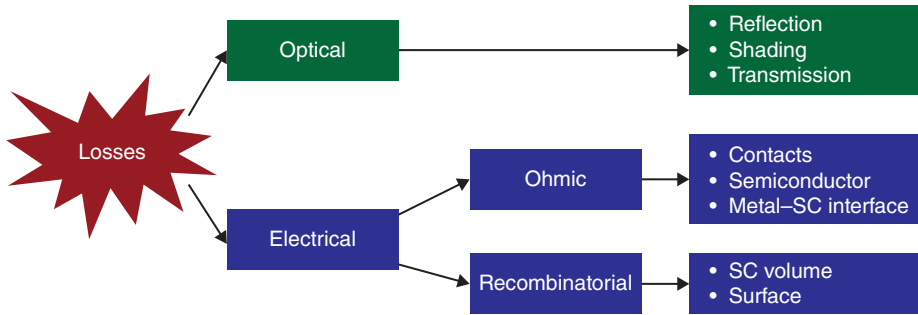 Losses
Optical
• Reflection
• Shading
• Transmission
Electrical
Ohmic
• Contacts
• Semiconductor
• Metal–SC interface
Recombinatorial
• SC volume
• Surface